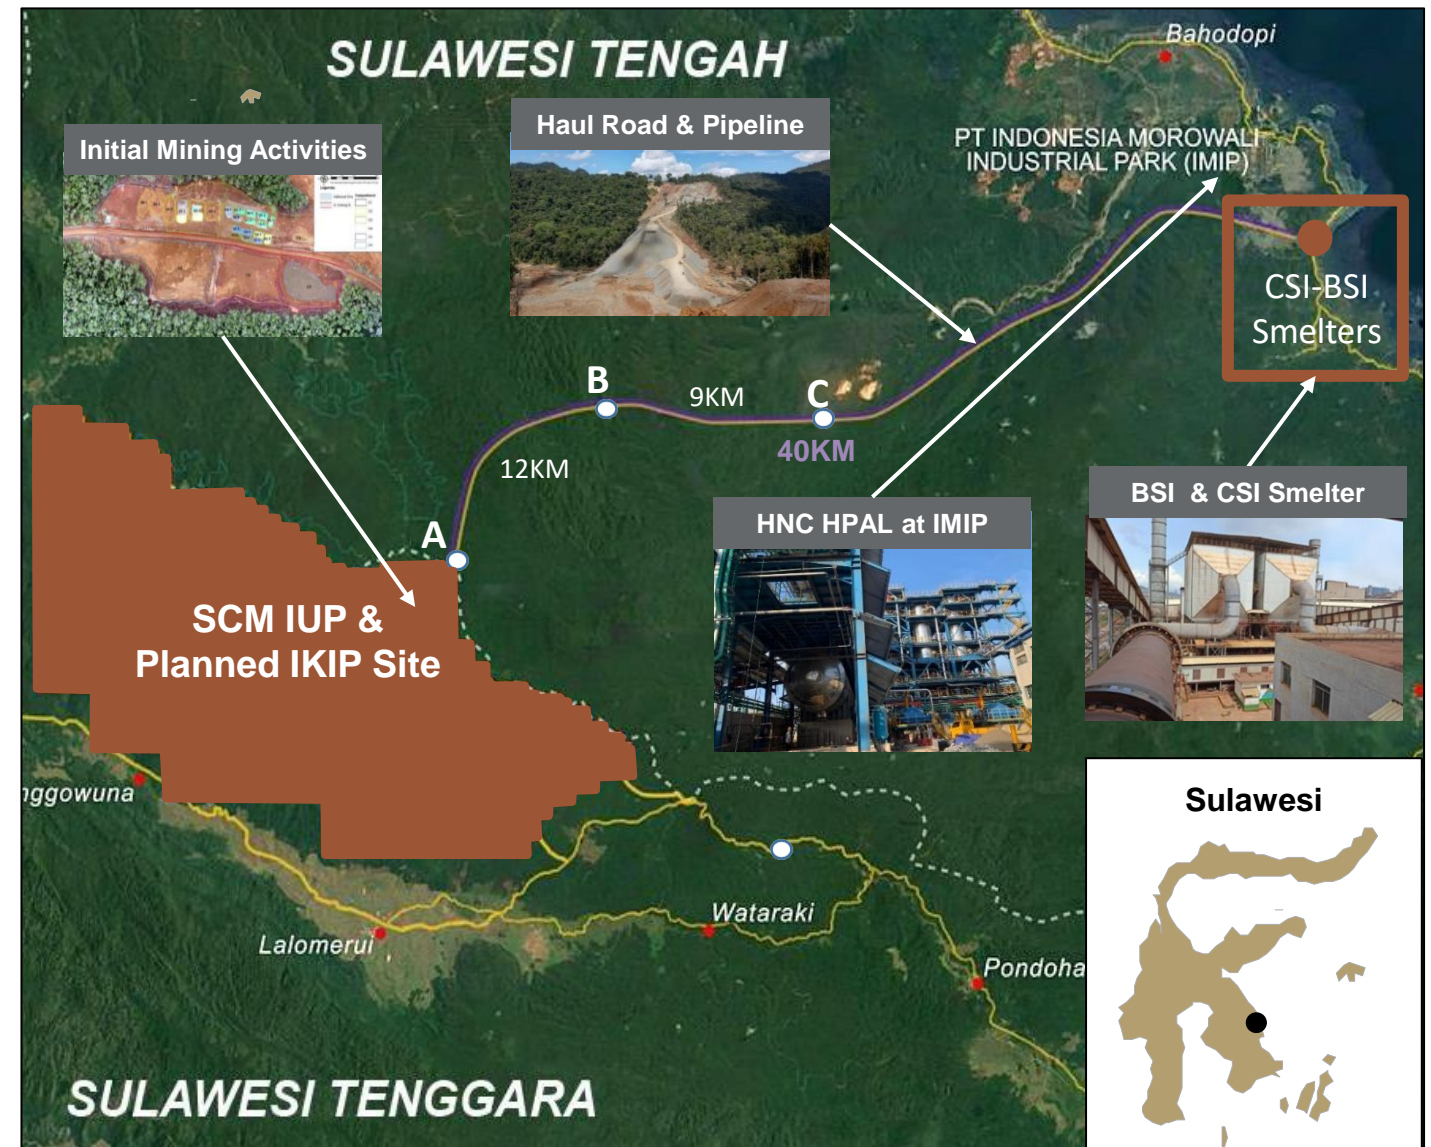 SULAWESI TENGAH
Bahodopi
Initial Mining Activities
Haul Road & Pipeline
PT INDONESIA MOROWALI
INDUSTRIAL PARK (IMIP)
CSI-BSI
Smelters
B
9KM
C
40KM
12KM
A
BSI & CSI Smelter
HNC HPAL at IMIP
SCM IUP &
Planned IKIP Site
nggowuna
Sulawesi
Wataraki
Lalomerui
Pondoha
SULAWESI TENGGARA